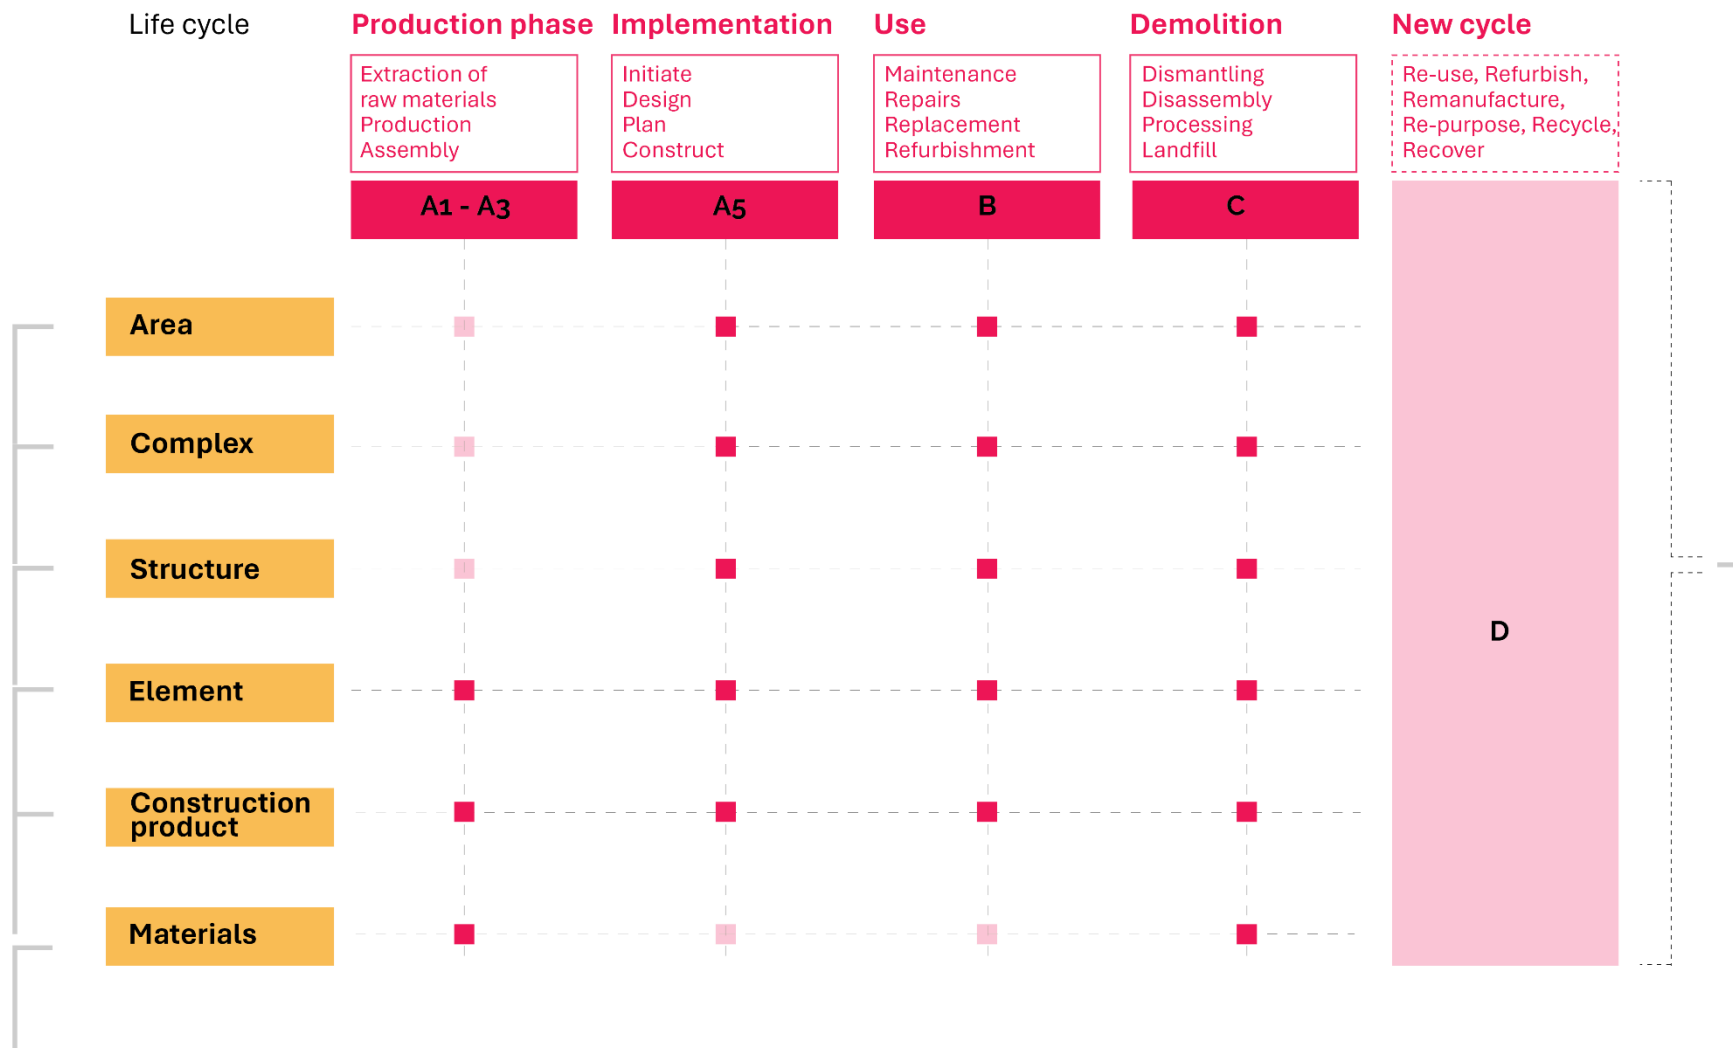 Life cycle
Production phase
Implementation
Use
Demolition
New cycle
Extraction of
raw materials
Production
Assembly
Initiate
Design
Plan
Construct
Maintenance
Repairs
Replacement
Refurbishment
Dismantling
Disassembly
Processing
Landfill
Re-use, Refurbish,
Remanufacture,
Re-purpose, Recycle,
Recover
A1 - A3
A5
B
C
Area
Complex
Structure
Element
Construction
product
Materials
D